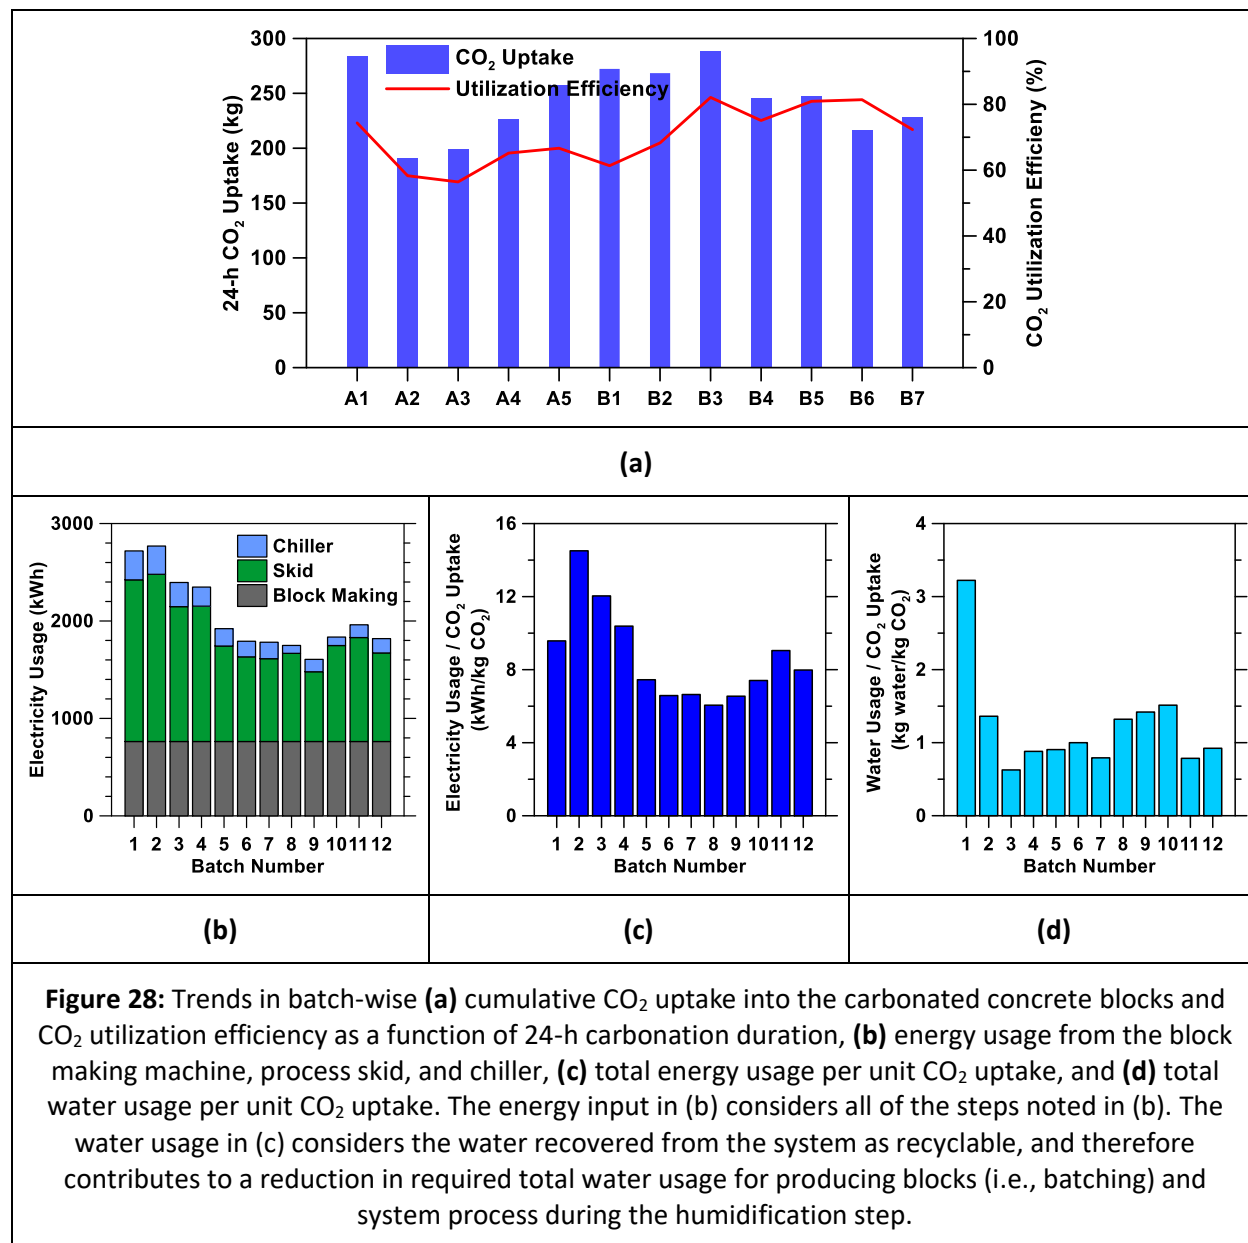 300
250
200
150
100
50
0
24-h CO₂ Uptake (kg)
CO₂ Uptake
Utilization Efficiency
100
80
60
40
20
0
CO₂ Utilization Efficieny (%)
A1 A2 A3 A4 A5 B1 B2 B3 B4 B5 B6 B7
(a)
3000
2000
1000
0
Electricity Usage (kWh)
Chiller
Skid
Block Making
1 2 3 4 5 6 7 8 9 10 11 12
Batch Number
(b)
16
12
8
4
0
Electricity Usage / CO₂ Uptake
(kWh/kg CO₂)
1 2 3 4 5 6 7 8 9 10 11 12
Batch Number
(c)
4
3
2
1
0
Water Usage / CO₂ Uptake
(kg water/kg CO₂)
1 2 3 4 5 6 7 8 9 10 11 12
Batch Number
(d)
Figure 28: Trends in batch-wise (a) cumulative CO₂ uptake into the carbonated concrete blocks and
CO₂ utilization efficiency as a function of 24-h carbonation duration, (b) energy usage from the block
making machine, process skid, and chiller, (c) total energy usage per unit CO₂ uptake, and (d) total
water usage per unit CO₂ uptake. The energy input in (b) considers all of the steps noted in (b). The
water usage in (c) considers the water recovered from the system as recyclable, and therefore
contributes to a reduction in required total water usage for producing blocks (i.e., batching) and
system process during the humidification step.